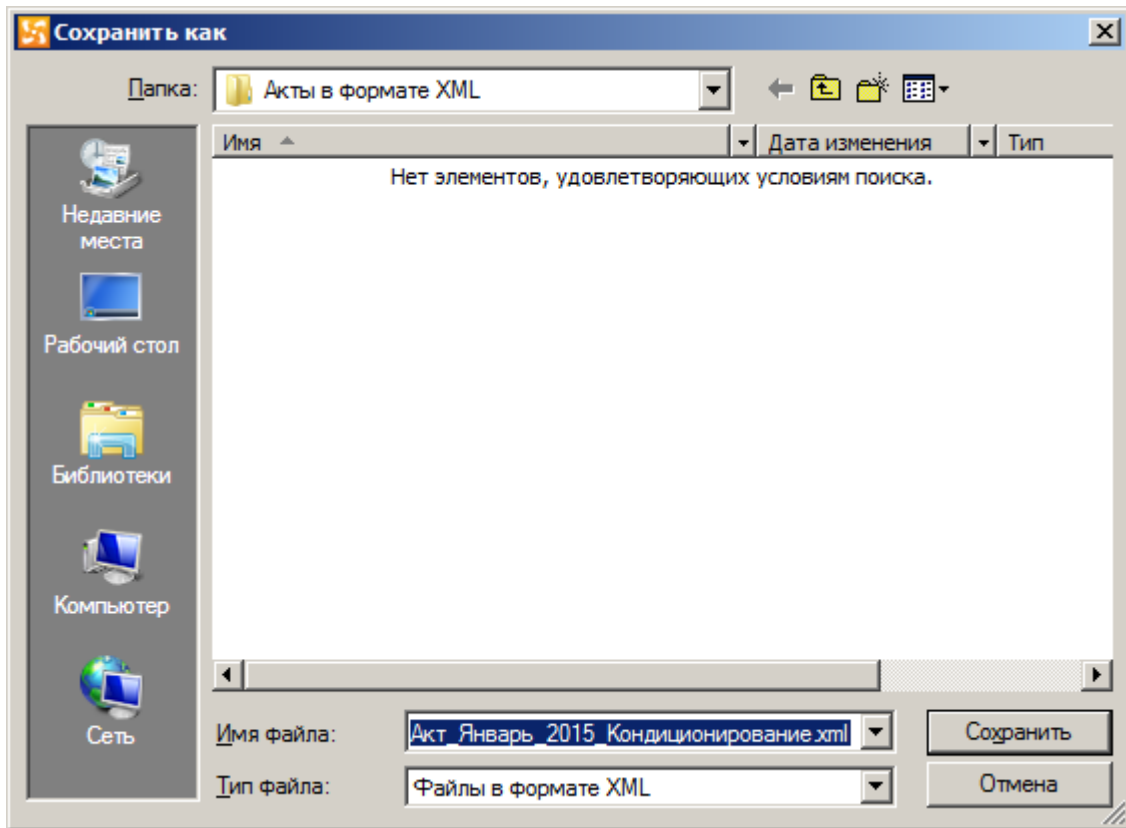 Сохранить как
Папка: Акты в формате XML
Имя Дата изменения Тип
Нет элементов, удовлетворяющих условиям поиска.
Недавние
места
Рабочий стол
Библиотеки
Компьютер
Сеть
Имя файла: Акт_Январь_2015_Кондиционирование.xml Сохранить
Тип файла: Файлы в формате XML Отмена